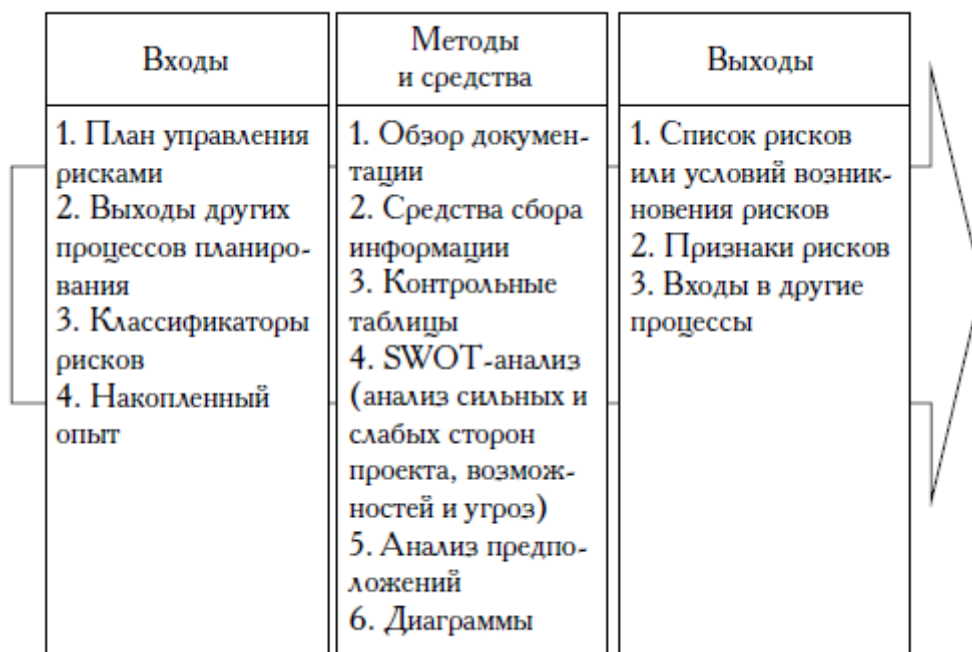 Входы
1. План управления
рисками
2. Выходы других
процессов планиро-
вания
3. Классификаторы
рисков
4. Накопленный
опыт
Методы
и средства
1. Обзор докумен-
тации
2. Средства сбора
информации
3. Контрольные
таблицы
4. SWOT-анализ
(анализ сильных и
слабых сторон
проекта, возмож-
ностей и угроз)
5. Анализ предпо-
ложений
6. Диаграммы
Выходы
1. Список рисков
или условий возник-
новения рисков
2. Признаки рисков
3. Входы в другие
процессы